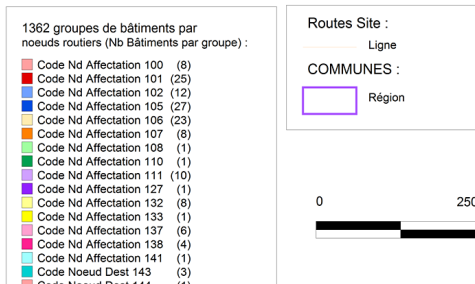 1362 groupes de bâtiments par
noeuds routiers (Nb Bâtiments par groupe) :
Code Nd Affectation 100 (8)
Code Nd Affectation 101 (25)
Code Nd Affectation 102 (12)
Code Nd Affectation 105 (27)
Code Nd Affectation 106 (23)
Code Nd Affectation 107 (8)
Code Nd Affectation 108 (1)
Code Nd Affectation 110 (1)
Code Nd Affectation 111 (10)
Code Nd Affectation 127 (1)
Code Nd Affectation 132 (8)
Code Nd Affectation 133 (1)
Code Nd Affectation 137 (6)
Code Nd Affectation 138 (4)
Code Nd Affectation 141 (1)
Code Noeud Dest 143 (3)
Code Noeud Dest 144 (1)
Routes Site :
Ligne
COMMUNES :
Région
0 250